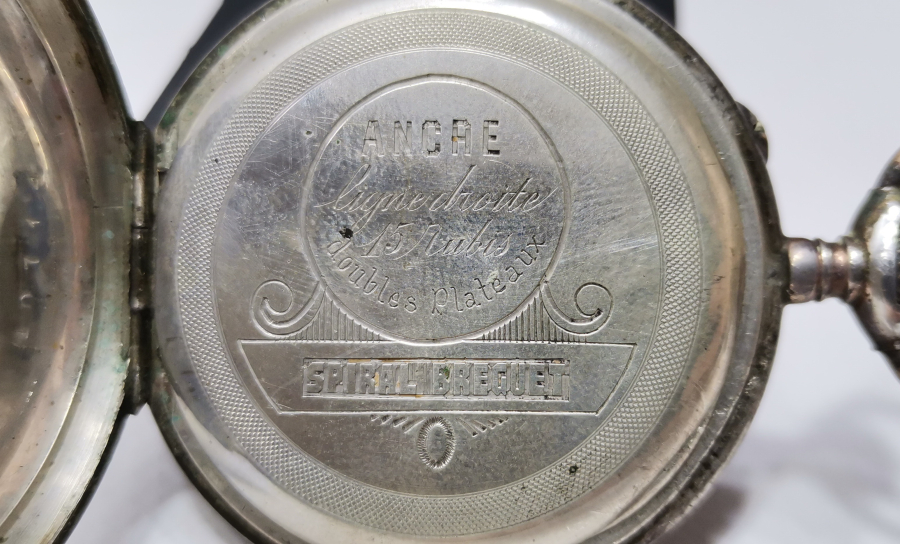 ANCRE
Ligne droite
15 Rubis
à doubles plateaux
SPIRAL BREGUET